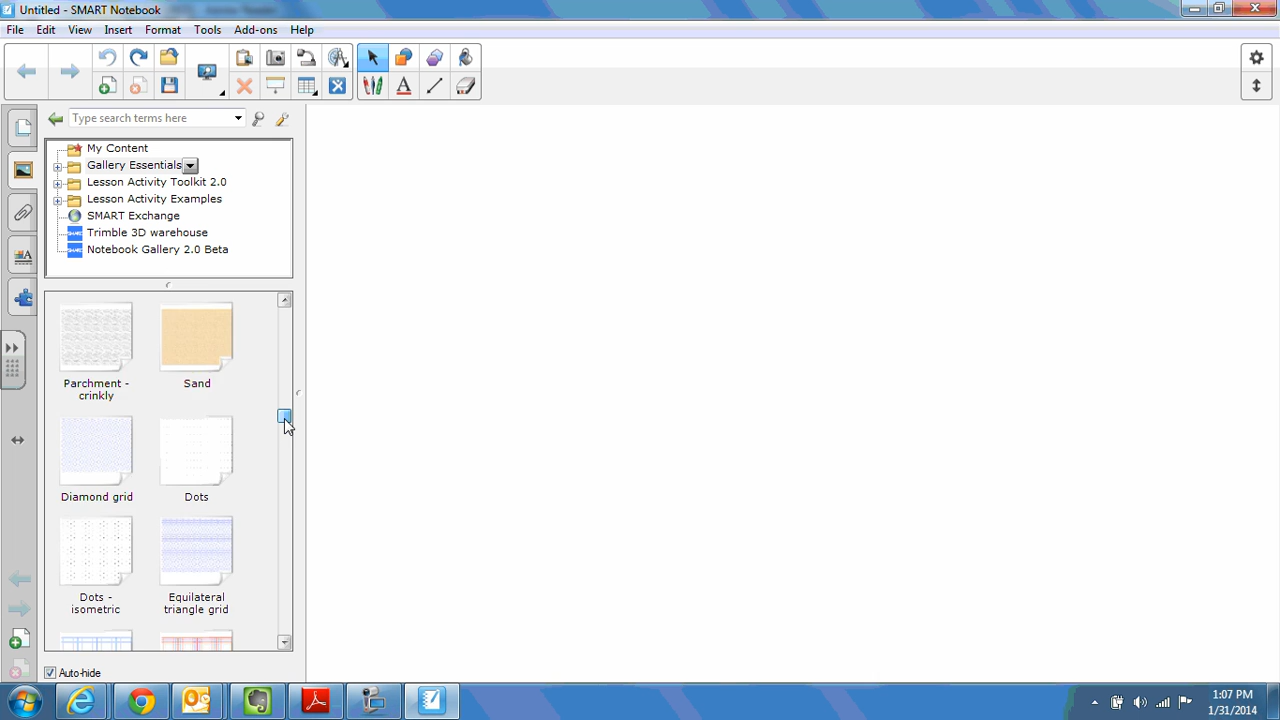 Untitled - SMART Notebook
File Edit View Insert Format Tools Add-ons Help
Type search terms here
My Content
Gallery Essentials
Lesson Activity Toolkit 2.0
Lesson Activity Examples
SMART Exchange
Trimble 3D warehouse
Notebook Gallery 2.0 Beta
Parchment - crinkly
Sand
Diamond grid
Dots
Dots - isometric
Equilateral triangle grid
Auto-hide
1:07 PM
1/31/2014